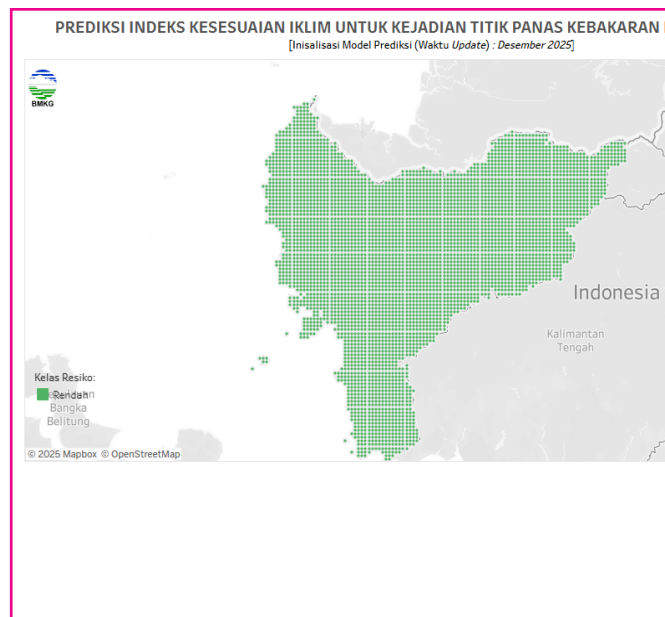 PREDIKSI INDEKS KESESUAIAN IKLIM UNTUK KEJADIAN TITIK PANAS KEBAKARAN
[Inisalisasi Model Prediksi (Waktu Update) : Desember 2025]
BMKG
Indonesia
Kalimantan
Tengah
Kelas Resiko:
Rendah
Bangka
Belitung
© 2025 Mapbox © OpenStreetMap